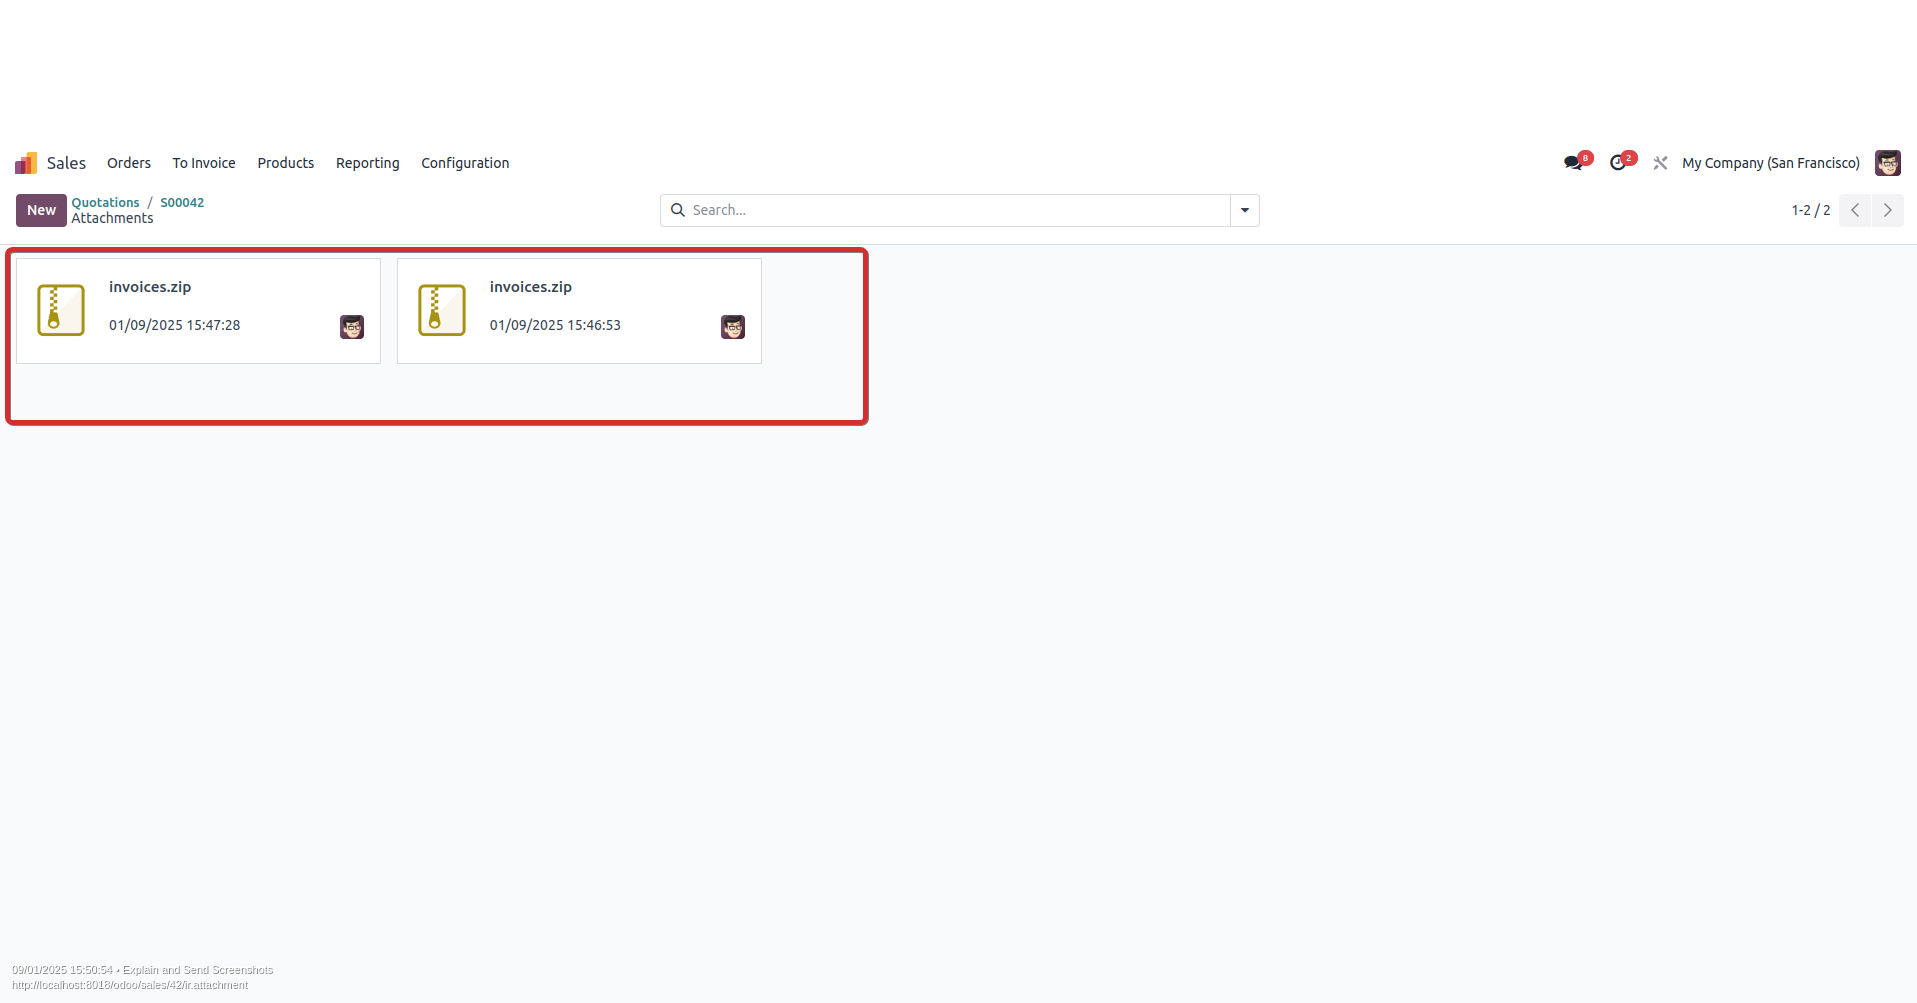 Sales Orders To Invoice Products Reporting Configuration 8 2 My Company (San Francisco)
New Quotations / S00042 Search... 1-2 / 2
Attachments
invoices.zip invoices.zip
01/09/2025 15:47:28 01/09/2025 15:46:53
09/01/2025 15:50:54 • Explain and Send Screenshots
http://localhost:8018/odoo/sales/42/ir.attachment